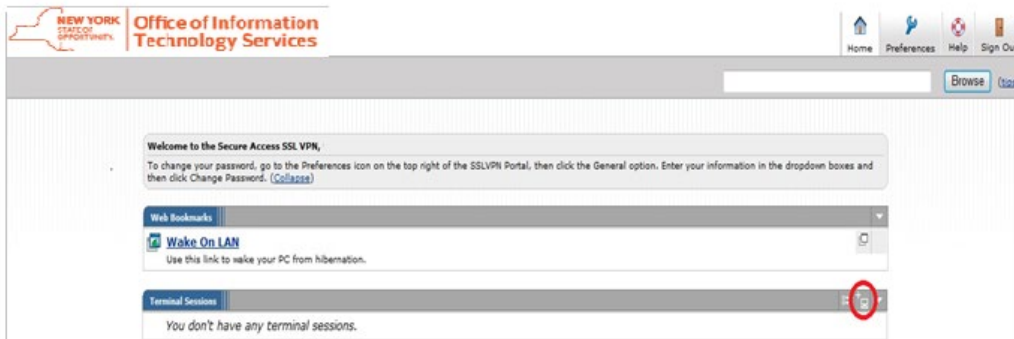 NEW YORK
STATE OF
OPPORTUNITY.
Office of Information
Technology Services
Home Preferences Help Sign Ou
Browse (tips
Welcome to the Secure Access SSL VPN,
To change your password, go to the Preferences icon on the top right of the SSLVPN Portal, then click the General option. Enter your information in the dropdown boxes and
then click Change Password. (Collapse)
Web Bookmarks
Wake On LAN
Use this link to wake your PC from hibernation.
Terminal Sessions
You don't have any terminal sessions.